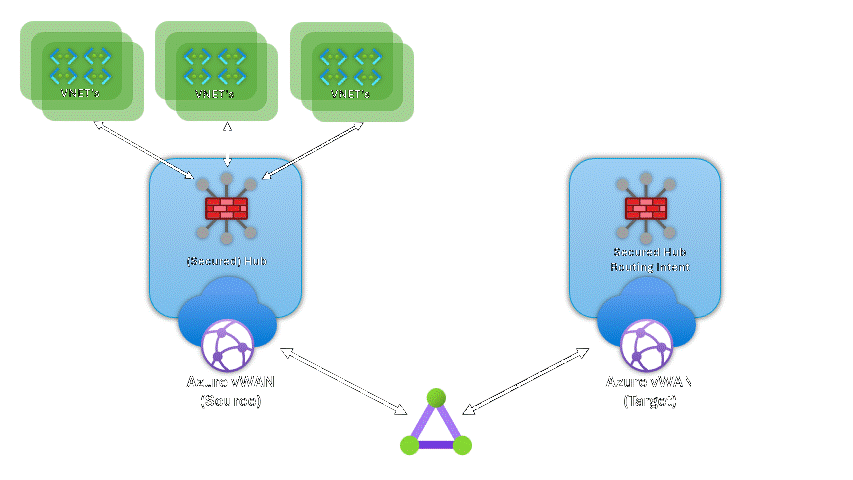 VNET's
VNET's
VNET's
(Secured) Hub
Secured Hub
Routing Intent
Azure vWAN
(Source)
Azure vWAN
(Target)